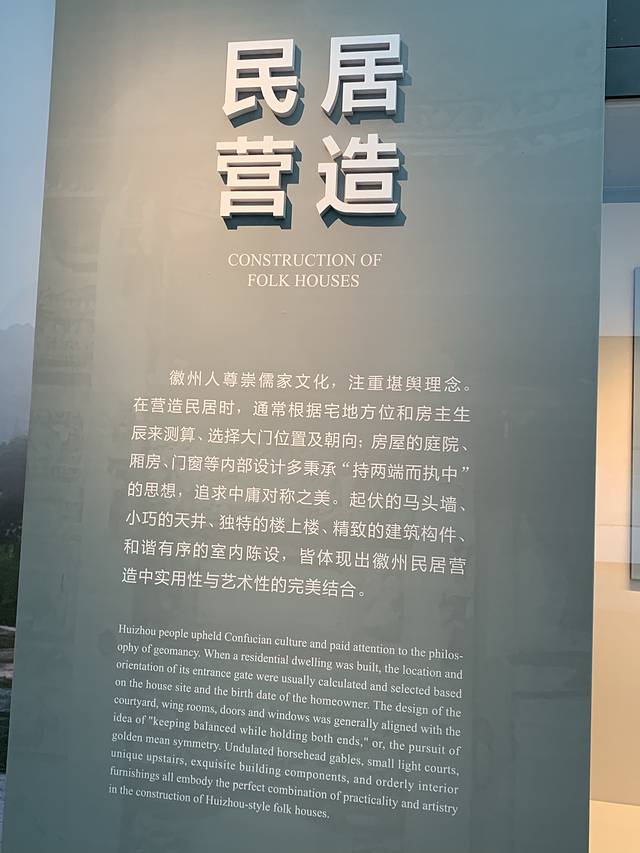 民居
营造
CONSTRUCTION OF
FOLK HOUSES
徽州人尊崇儒家文化，注重堪舆理念。
在营造民居时，通常根据宅地方位和房主生
辰来测算、选择大门位置及朝向；房屋的庭院、
厢房、门窗等内部设计多秉承“持两端而执中”
的思想，追求中庸对称之美。起伏的马头墙、
小巧的天井、独特的楼上楼、精致的建筑构件、
和谐有序的室内陈设，皆体现出徽州民居营
造中实用性与艺术性的完美结合。
Huizhou people upheld Confucian culture and paid attention to the philos-
ophy of geomancy. When a residential dwelling was built, the location and
orientation of its entrance gate were usually calculated and selected based
on the house site and the birth date of the homeowner. The design of the
courtyard, wing rooms, doors and windows was generally aligned with the
idea of "keeping balanced while holding both ends," or, the pursuit of
golden mean symmetry. Undulated horsehead gables, small light courts,
unique upstairs, exquisite building components, and orderly interior
furnishings all embody the perfect combination of practicality and artistry
in the construction of Huizhou-style folk houses.